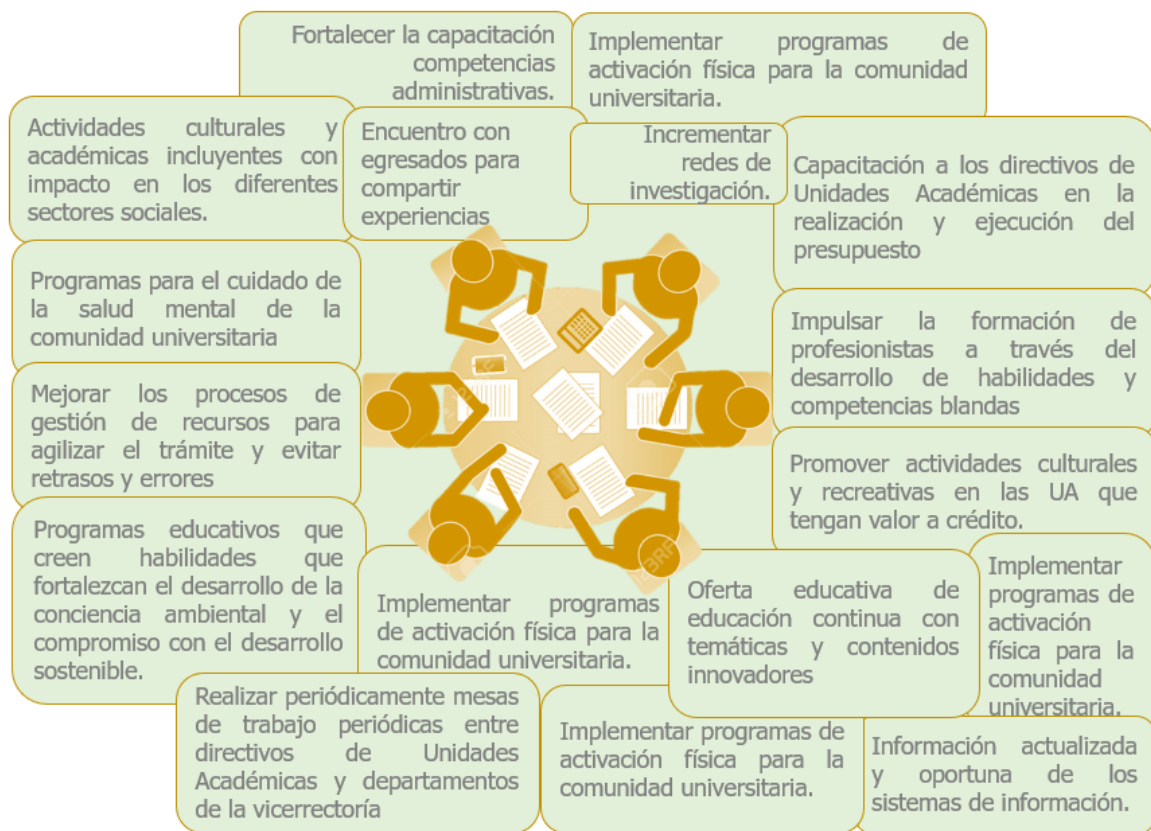 Fortalecer la capacitación
competencias
administrativas.
Implementar programas de
activación física para la comunidad
universitaria.
Actividades culturales y
académicas incluyentes con
impacto en los diferentes
sectores sociales.
Encuentro con
egresados para
compartir
experiencias
Incrementar
redes de
investigación.
Capacitación a los directivos de
Unidades Académicas en la
realización y ejecución del
presupuesto
Programas para el cuidado de
la salud mental de la
comunidad universitaria
Impulsar la formación de
profesionistas a través del
desarrollo de habilidades y
competencias blandas
Mejorar los procesos de
gestión de recursos para
agilizar el trámite y evitar
retrasos y errores
Promover actividades culturales
y recreativas en las UA que
tengan valor a crédito.
Programas educativos que
creen habilidades que
fortalezcan el desarrollo de la
conciencia ambiental y el
compromiso con el desarrollo
sostenible.
Implementar programas
de activación física para la
comunidad universitaria.
Oferta educativa de
educación continua con
temáticas y contenidos
innovadores
Implementar
programas de
activación
física para la
comunidad
universitaria.
Realizar periódicamente mesas
de trabajo periódicas entre
directivos de Unidades
Académicas y departamentos
de la vicerrectoría
Implementar programas de
activación física para la
comunidad universitaria.
Información actualizada
y oportuna de los
sistemas de información.